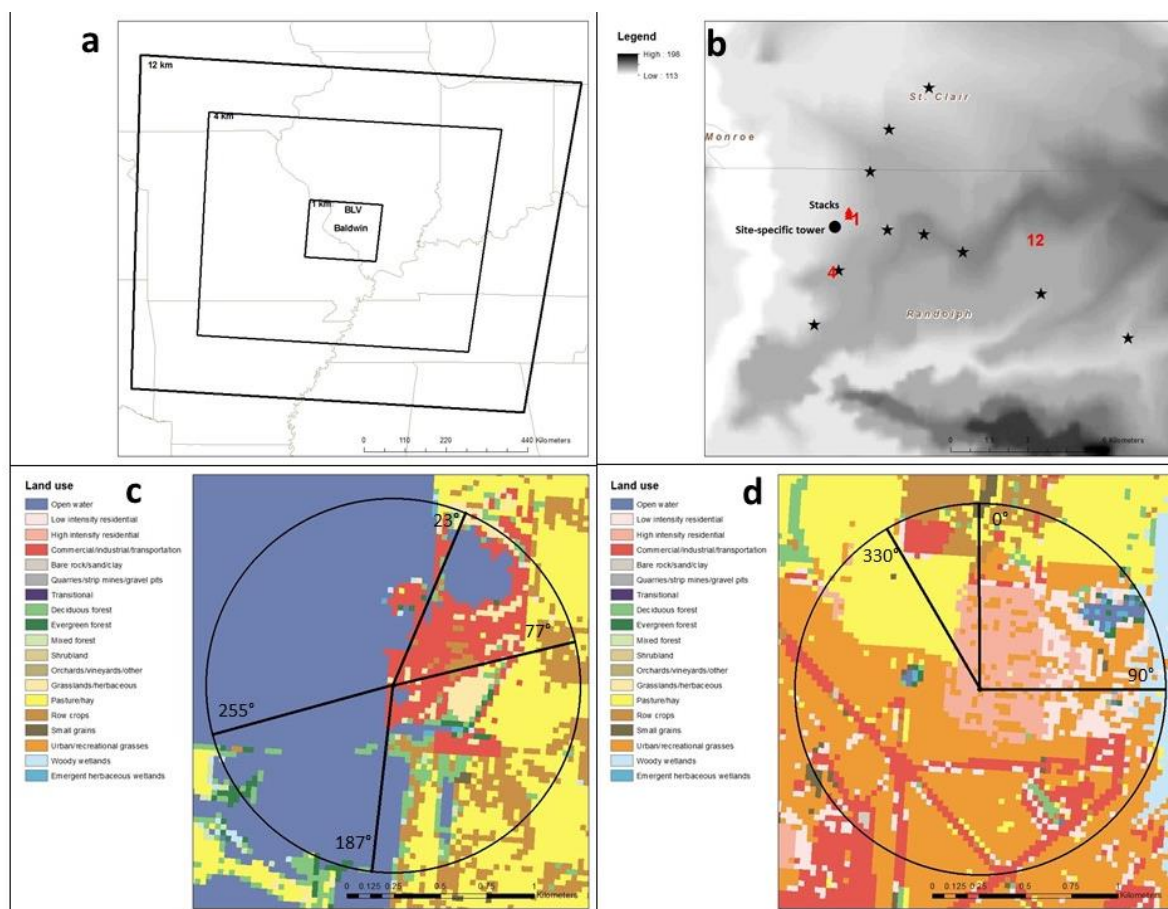 a
12 km
4 km
1 km
BLV
Baldwin
0 110 220 440 Kilometers
b
Legend
High : 198
Low : 113
St. Clair
Monroe
Stacks
1
Site-specific tower
12
4
Randolph
Kilometers
c
Land use
Open water
Low intensity residential
High intensity residential
Commercial/industrial/transportation
Bare rock/sand/clay
Quarries/strip mines/gravel pits
Transitional
Deciduous forest
Evergreen forest
Mixed forest
Shrubland
Orchards/vineyards/other
Grasslands/herbaceous
Pasture/hay
Row crops
Small grains
Urban/recreational grasses
Woody wetlands
Emergent herbaceous wetlands
23°
77°
255°
187°
0 0.125 0.25 0.5 0.75 1
Kilometers
d
Land use
Open water
Low intensity residential
High intensity residential
Commercial/industrial/transportation
Bare rock/sand/clay
Quarries/strip mines/gravel pits
Transitional
Deciduous forest
Evergreen forest
Mixed forest
Shrubland
Orchards/vineyards/other
Grasslands/herbaceous
Pasture/hay
Row crops
Small grains
Urban/recreational grasses
Woody wetlands
Emergent herbaceous wetlands
0°
330°
90°
0 0.125 0.25 0.5 0.75 1
Kilometers